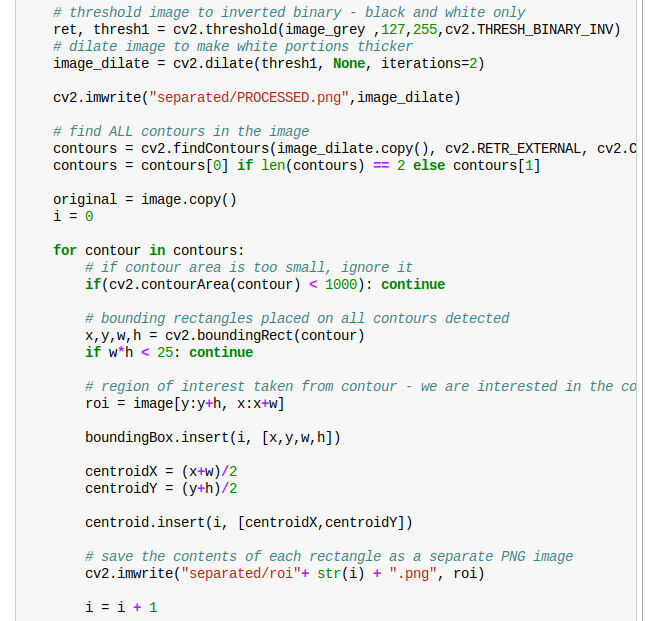 # threshold image to inverted binary - black and white only
ret, thresh1 = cv2.threshold(image_grey ,127,255,cv2.THRESH_BINARY_INV)
# dilate image to make white portions thicker
image_dilate = cv2.dilate(thresh1, None, iterations=2)
cv2.imwrite("separated/PROCESSED.png",image_dilate)
# find ALL contours in the image
contours = cv2.findContours(image_dilate.copy(), cv2.RETR_EXTERNAL, cv2.C
contours = contours[0] if len(contours) == 2 else contours[1]
original = image.copy()
i = 0
for contour in contours:
# if contour area is too small, ignore it
if(cv2.contourArea(contour) < 1000): continue
# bounding rectangles placed on all contours detected
x,y,w,h = cv2.boundingRect(contour)
if w*h < 25: continue
# region of interest taken from contour - we are interested in the co
roi = image[y:y+h, x:x+w]
boundingBox.insert(i, [x,y,w,h])
centroidX = (x+w)/2
centroidY = (y+h)/2
centroid.insert(i, [centroidX,centroidY])
# save the contents of each rectangle as a separate PNG image
cv2.imwrite("separated/roi"+ str(i) + ".png", roi)
i = i + 1